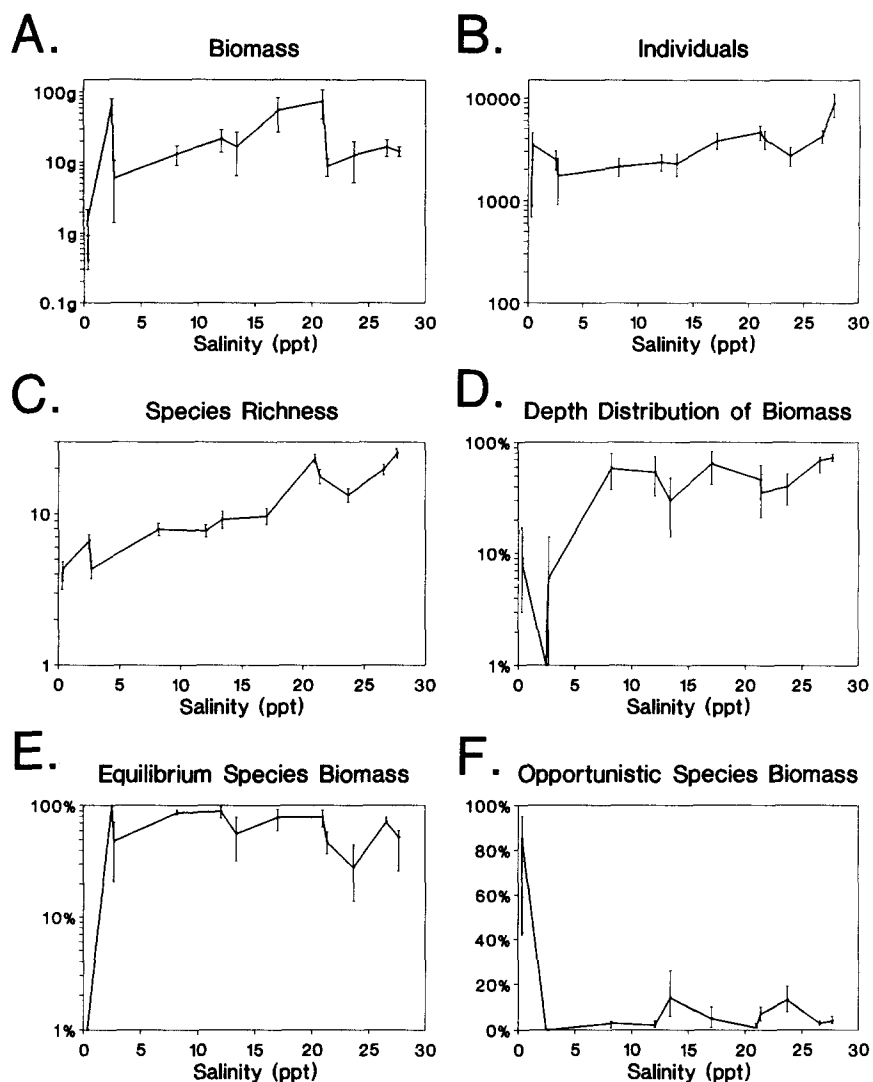 A. Biomass
100g
10g
1g
0.1g
0 5 10 15 20 25 30
Salinity (ppt)
B. Individuals
10000
1000
100
0 5 10 15 20 25 30
Salinity (ppt)
C. Species Richness
10
1
0 5 10 15 20 25 30
Salinity (ppt)
D. Depth Distribution of Biomass
100%
10%
1%
0 5 10 15 20 25 30
Salinity (ppt)
E. Equilibrium Species Biomass
100%
10%
1%
0 5 10 15 20 25 30
Salinity (ppt)
F. Opportunistic Species Biomass
100%
80%
60%
40%
20%
0%
0 5 10 15 20 25 30
Salinity (ppt)